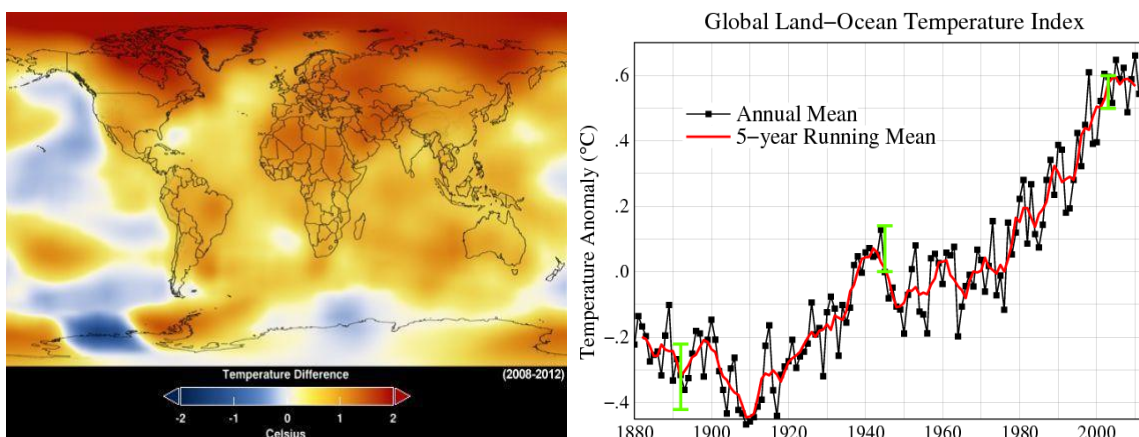 Temperature Difference
(2008-2012)
-2 -1 0 1 2
Celsius
Global Land−Ocean Temperature Index
Annual Mean
5−year Running Mean
Temperature Anomaly (°C)
.6
.4
.2
.0
−.2
−.4
1880 1900 1920 1940 1960 1980 2000